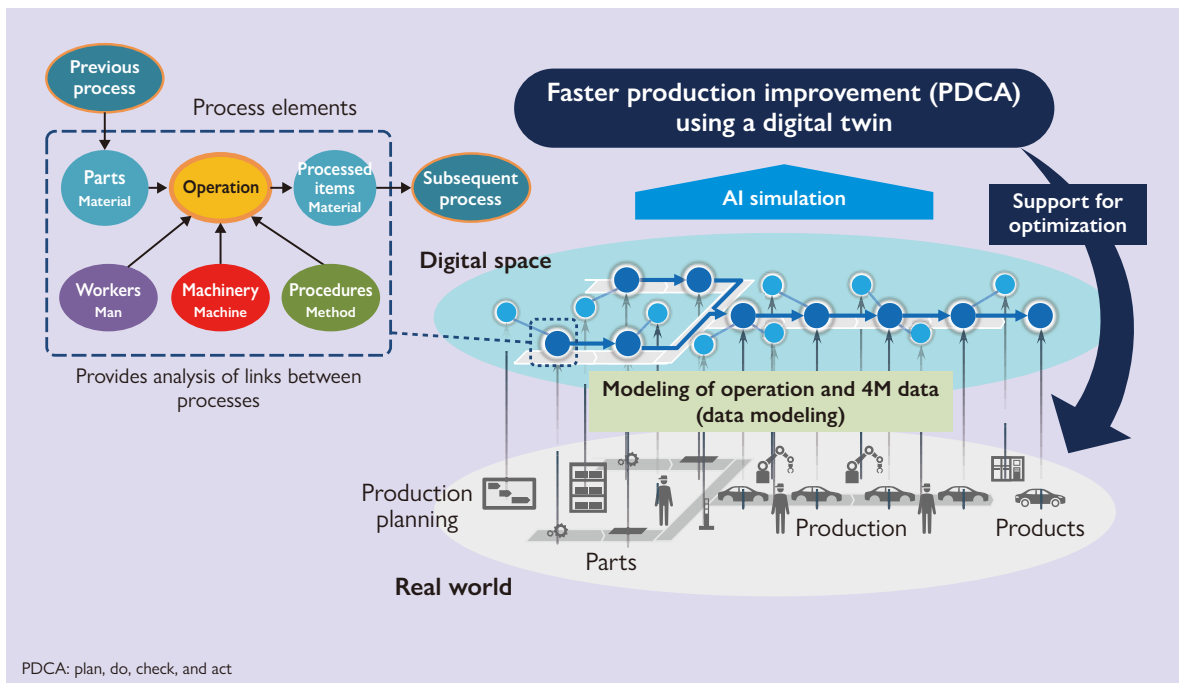 Previous
process
Process elements
Parts
Material
Operation
Processed
items
Material
Subsequent
process
Workers
Man
Machinery
Machine
Procedures
Method
Provides analysis of links between
processes
Faster production improvement (PDCA)
using a digital twin
AI simulation
Support for
optimization
Digital space
Modeling of operation and 4M data
(data modeling)
Production
planning
Parts
Production
Products
Real world
PDCA: plan, do, check, and act